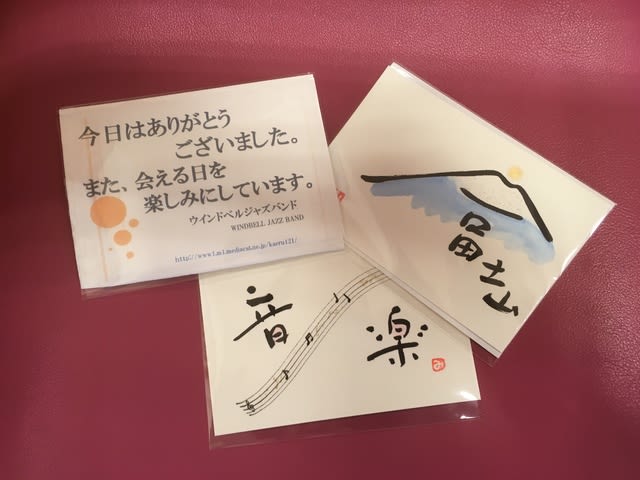 今日はありがとう
ございました。
また、会える日を
楽しみにしています。
ウインドベルジャズバンド
WINDBELL JAZZ BAND
冨士山
音楽
み